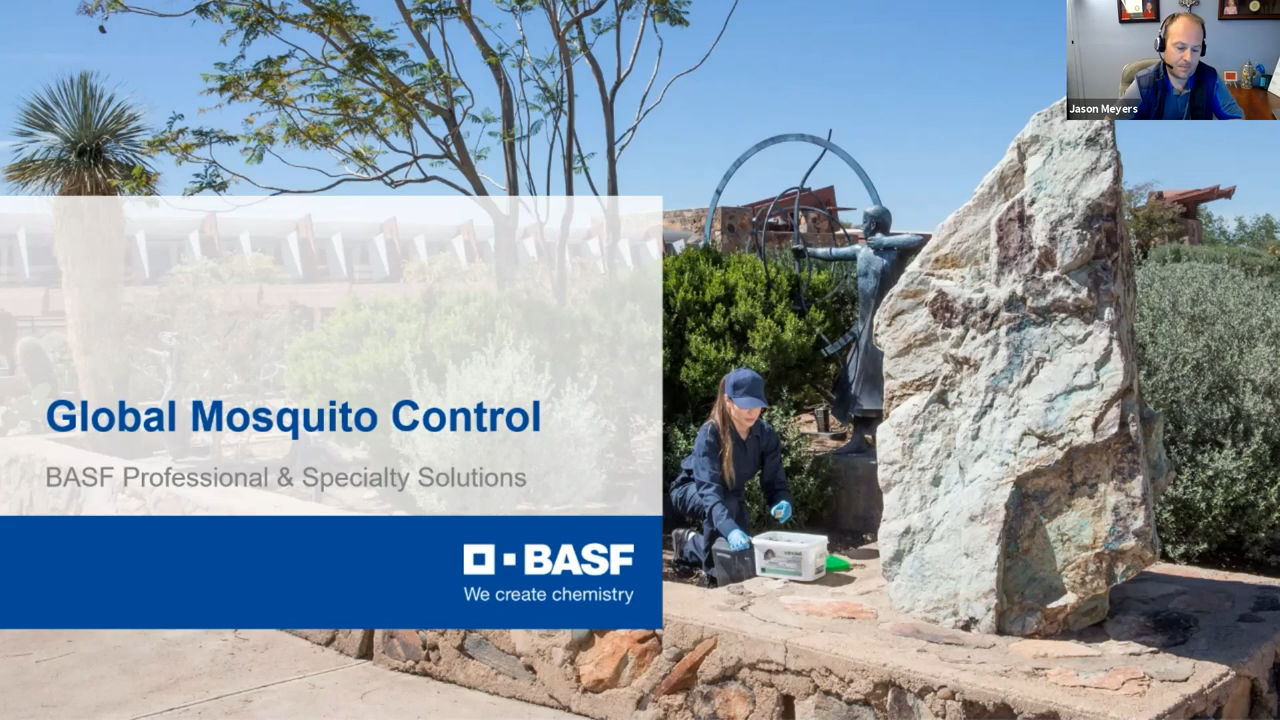 Jason Meyers
Global Mosquito Control
BASF Professional & Specialty Solutions
BASF
We create chemistry